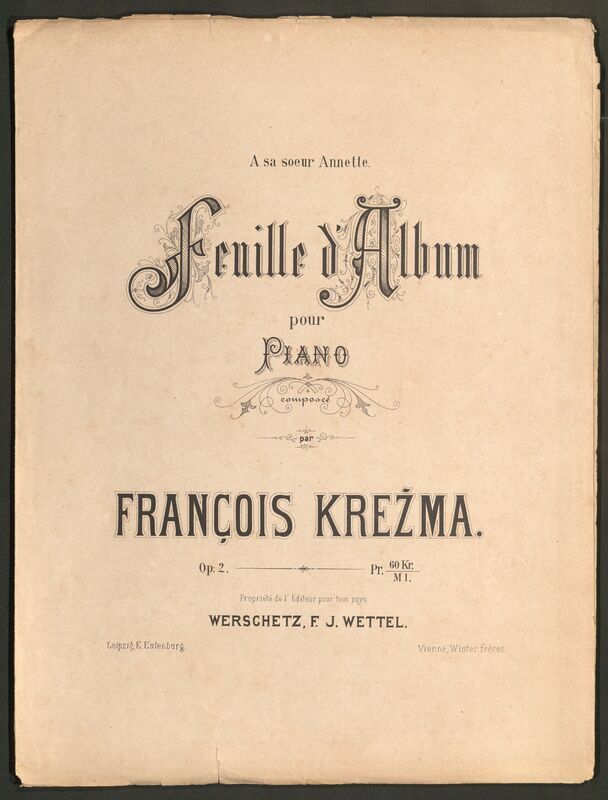 A sa soeur Annette.
Feuille d'Album
pour
PIANO
composée
par
FRANÇOIS KREŽMA.
Op. 2. Pr. 60 Kr.
M 1.
Propriété de l'Editeur pour tous pays.
WERSCHETZ, F. J. WETTEL.
Leipzig, E. Eulenburg. Vienne, Winter Frères